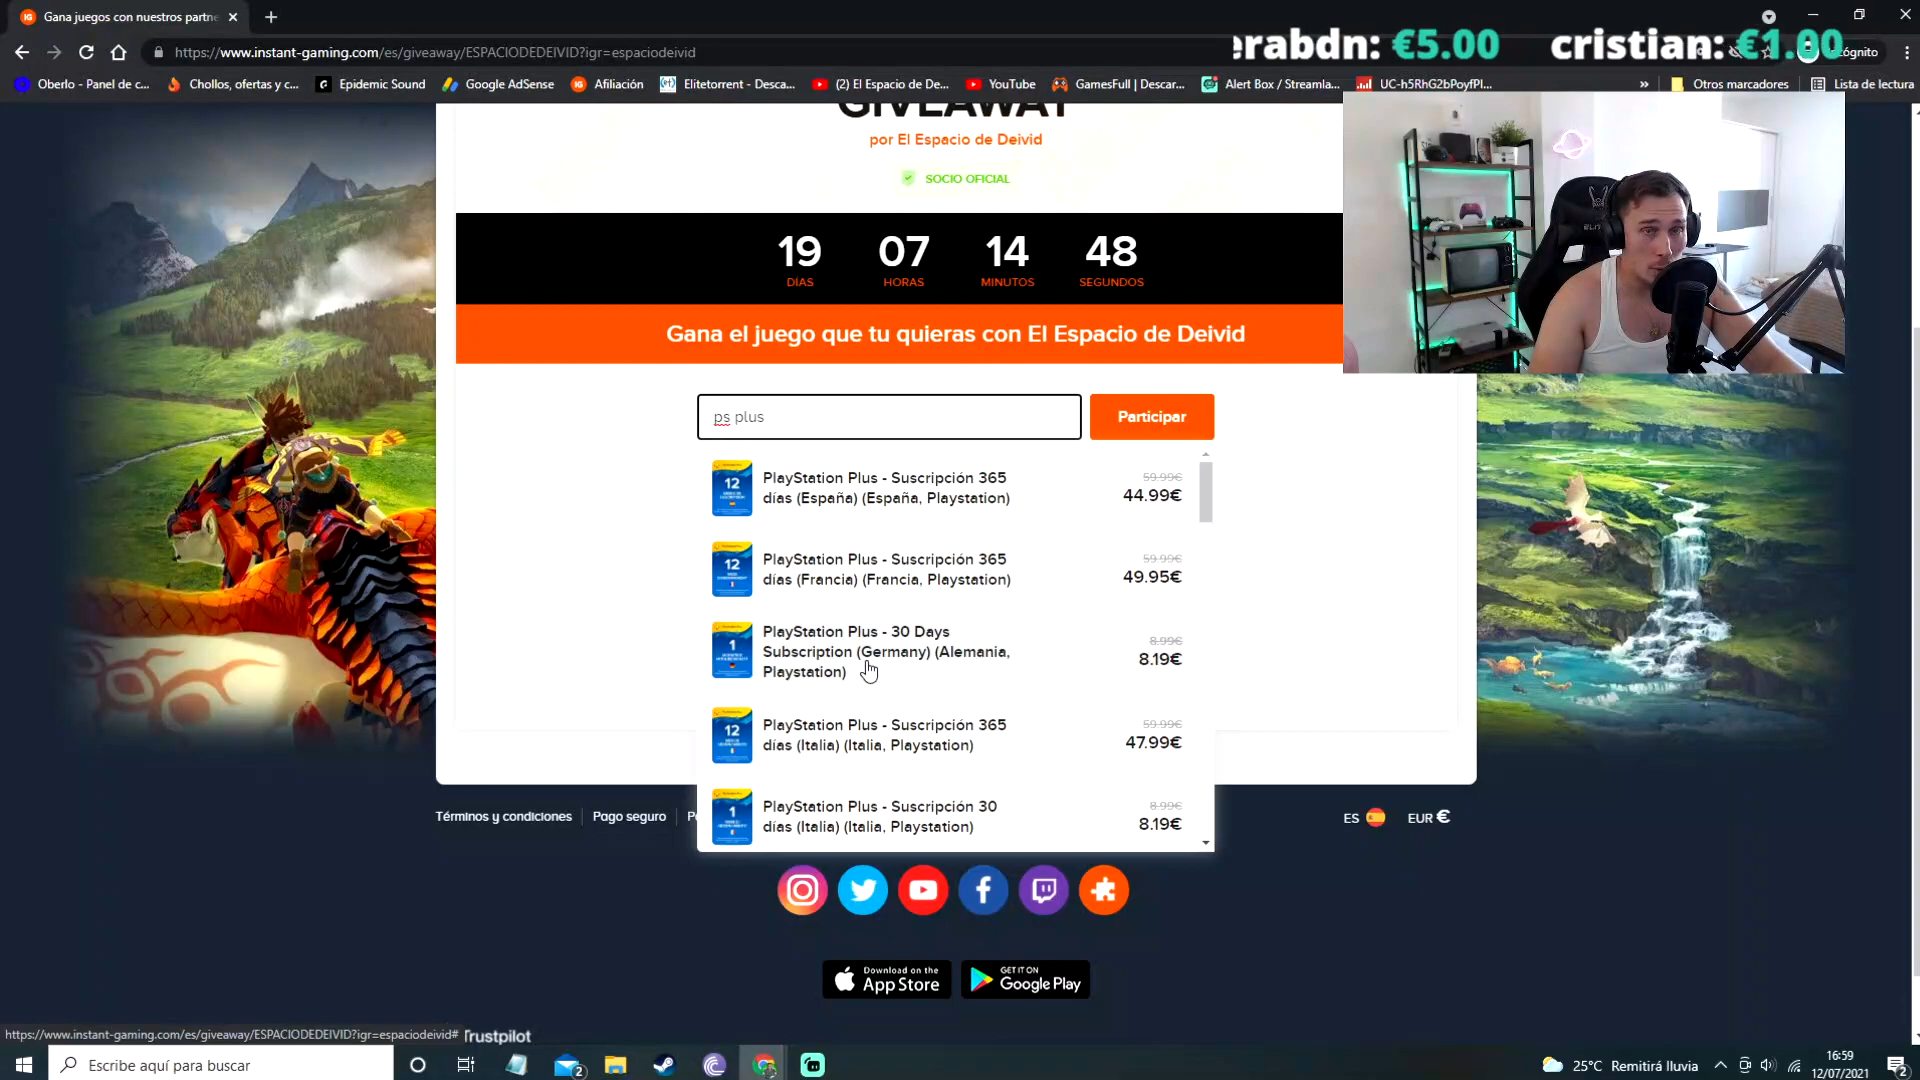 Gana juegos con nuestros partne
https://www.instant-gaming.com/es/giveaway/ESPACIODEDEIVID?igr=espaciodeivid
erabdn: €5.00 cristian: €1.00
Oberlo - Panel de c...
Chollos, ofertas y c...
Epidemic Sound
Google AdSense
Afiliación
Elitetorrent - Desca...
(2) El Espacio de De...
YouTube
GamesFull | Descar...
Alert Box / Streamla...
UC-h5RhG2bPoyfPl...
»
Otros marcadores
Lista de lectura
GIVEAWAY
por El Espacio de Deivid
SOCIO OFICIAL
19 07 14 48
DÍAS HORAS MINUTOS SEGUNDOS
Gana el juego que tu quieras con El Espacio de Deivid
ps plus
Participar
PlayStation Plus - Suscripción 365
días (España) (España, Playstation)
59.99€
44.99€
PlayStation Plus - Suscripción 365
días (Francia) (Francia, Playstation)
59.99€
49.95€
PlayStation Plus - 30 Days
Subscription (Germany) (Alemania,
Playstation)
8.99€
8.19€
PlayStation Plus - Suscripción 365
días (Italia) (Italia, Playstation)
59.99€
47.99€
PlayStation Plus - Suscripción 30
días (Italia) (Italia, Playstation)
8.99€
8.19€
Términos y condiciones
Pago seguro
ES
EUR €
Download on the
App Store
GET IT ON
Google Play
https://www.instant-gaming.com/es/giveaway/ESPACIODEDEIVID?igr=espaciodeivid#
Trustpilot
Escribe aquí para buscar
2
25°C Remitirá lluvia
16:59
12/07/2021
2